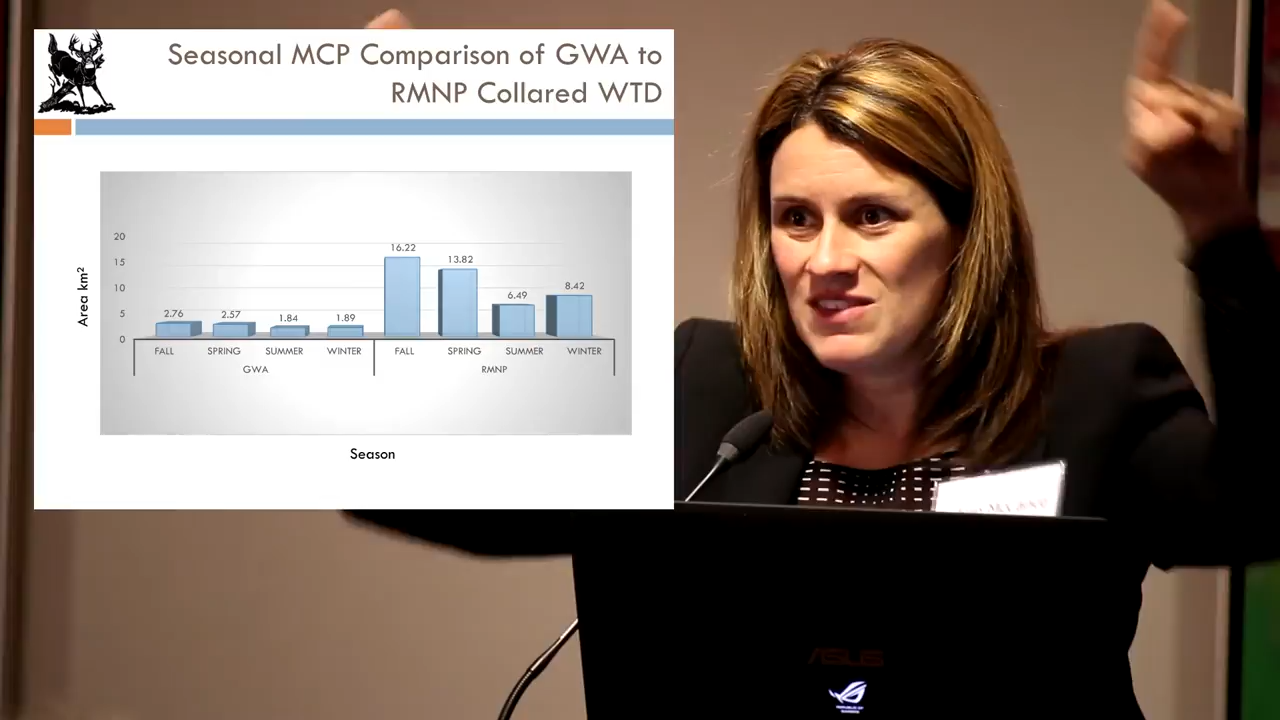 Seasonal MCP Comparison of GWA to
RMNP Collared WTD
Area km²
20
15
10
5
0
2.76
2.57
1.84
1.89
16.22
13.82
6.49
8.42
FALL SPRING SUMMER WINTER FALL SPRING SUMMER WINTER
GWA RMNP
Season
ASUS